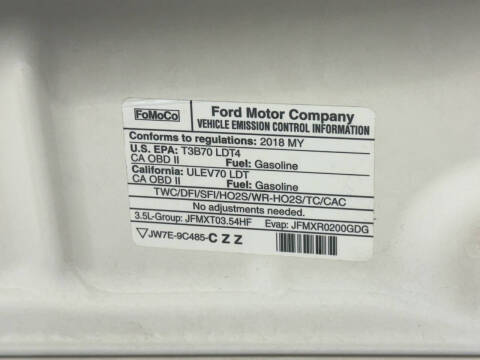 FoMoCo
Ford Motor Company
VEHICLE EMISSION CONTROL INFORMATION
Conforms to regulations: 2018 MY
U.S. EPA: T3B70 LDT4
CA OBD II Fuel: Gasoline
California: ULEV70 LDT
CA OBD II Fuel: Gasoline
TWC/DFI/SFI/HO2S/WR-HO2S/TC/CAC
No adjustments needed.
3.5L-Group: JFMXT03.54HF Evap: JFMXR0200GDG
▽JW7E-9C485-CZZ